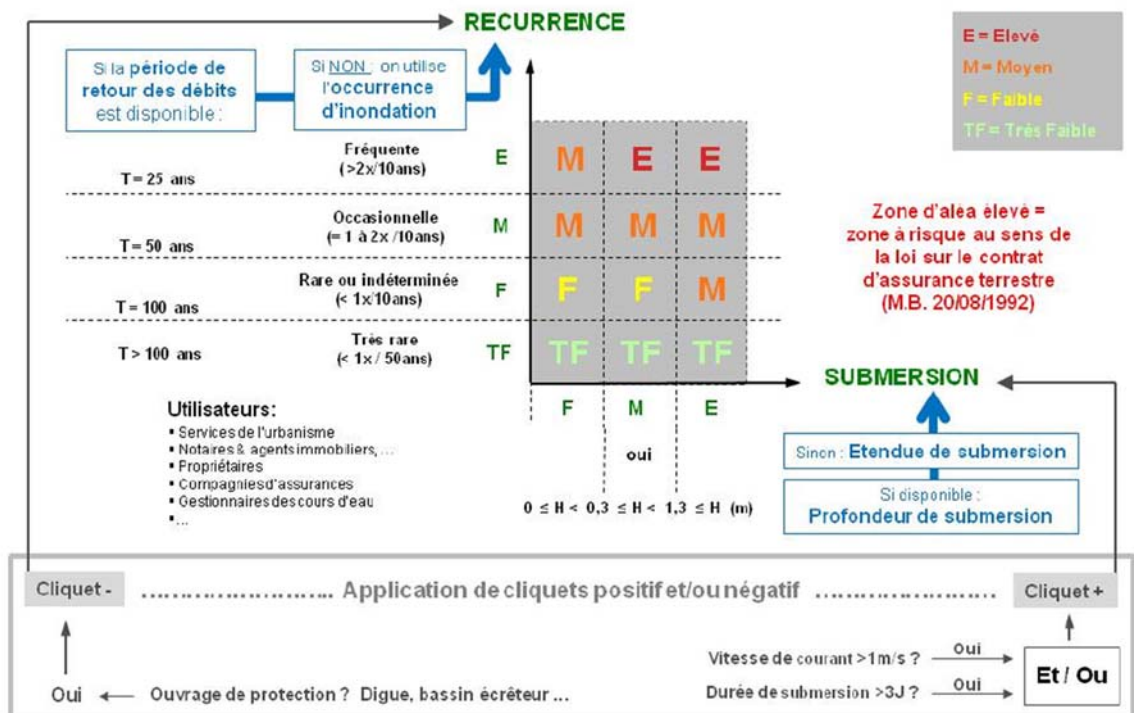 RECURRENCE
E = Elevé
M = Moyen
F = Faible
TF = Trés Faible
Si la période de
retour des débits
est disponible :
Si NON : on utilise
l'occurrence
d'inondation
T = 25 ans
Fréquente
(>2x/10ans)
E
M E E
T = 50 ans
Occasionnelle
(= 1 à 2x /10ans)
M
M M M
T = 100 ans
Rare ou indéterminée
(< 1x/10ans)
F
F F M
T > 100 ans
Très rare
(< 1x / 50ans)
TF
TF TF TF
Zone d'aléa élevé =
zone à risque au sens de
la loi sur le contrat
d'assurance terrestre
(M.B. 20/08/1992)
SUBMERSION
F M E
oui
0 ≤ H < 0,3 ≤ H < 1,3 ≤ H (m)
Utilisateurs:
▪ Services de l'urbanisme
▪ Notaires & agents immobiliers, ...
▪ Propriétaires
▪ Compagnies d'assurances
▪ Gestionnaires des cours d'eau
▪ ...
Sinon : Etendue de submersion
Si disponible :
Profondeur de submersion
Cliquet - ........................... Application de cliquets positif et/ou négatif ........................... Cliquet +
Vitesse de courant >1m/s ? Oui
Et / Ou
Durée de submersion >3J ? Oui
Oui Ouvrage de protection ? Digue, bassin écrêteur ...